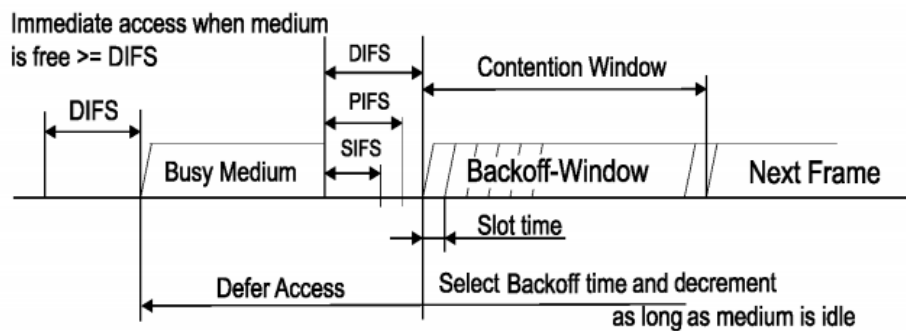 Immediate access when medium
is free >= DIFS
DIFS
DIFS
PIFS
SIFS
Contention Window
Busy Medium
Backoff-Window
Next Frame
Slot time
Defer Access
Select Backoff time and decrement
as long as medium is idle